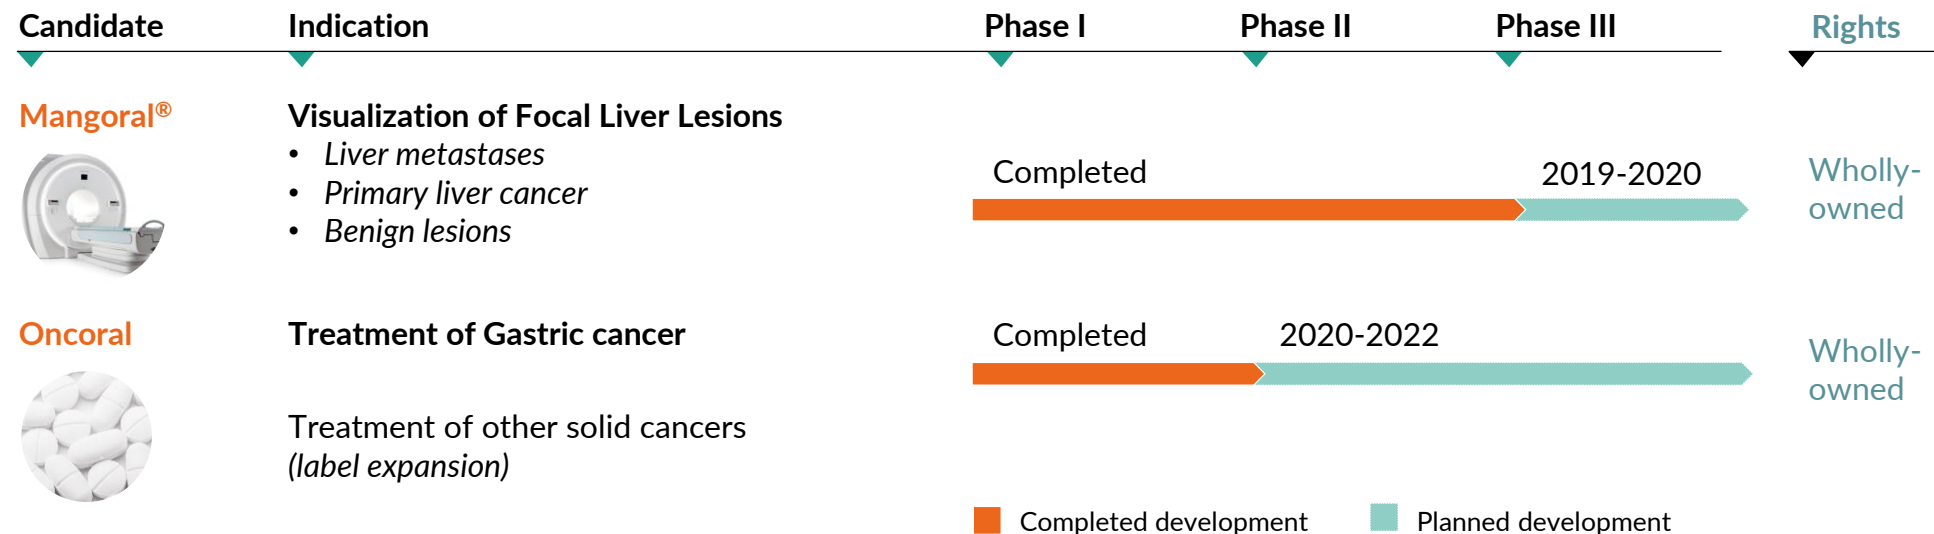 Candidate Indication Phase I Phase II Phase III Rights
Mangoral® Visualization of Focal Liver Lesions
• Liver metastases
• Primary liver cancer
• Benign lesions
Completed 2019-2020
Wholly-
owned
Oncoral Treatment of Gastric cancer Completed 2020-2022
Wholly-
owned
Treatment of other solid cancers
(label expansion)
Completed development Planned development